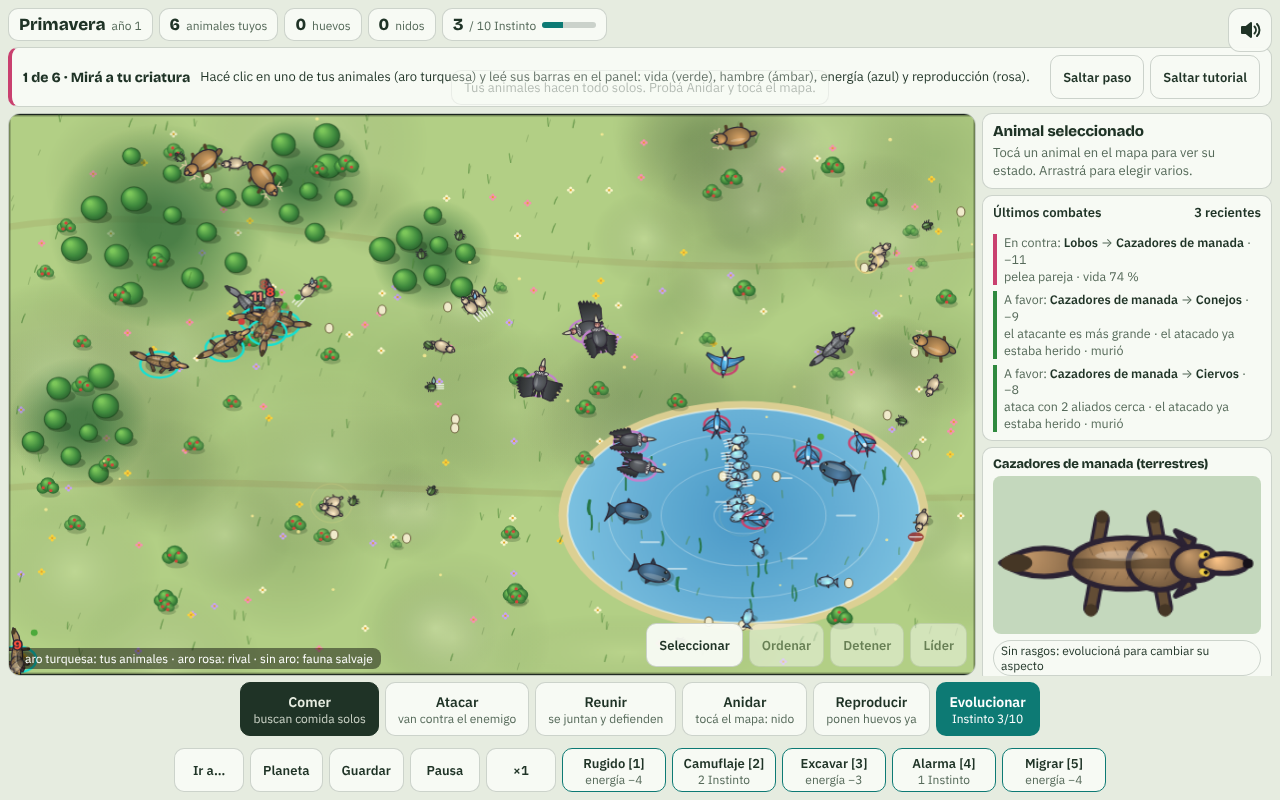 Primavera año 1
6 animales tuyos
0 huevos
0 nidos
3 / 10 Instinto
1 de 6 · Mirá a tu criatura
Hacé clic en uno de tus animales (aro turquesa) y leé sus barras en el panel: vida (verde), hambre (ámbar), energía (azul) y reproducción (rosa).
Saltar paso
Saltar tutorial
Tus animales hacen todo solos. Probá Anidar y tocá el mapa.
11 8
9
aro turquesa: tus animales · aro rosa: rival · sin aro: fauna salvaje
Seleccionar
Ordenar
Detener
Líder
Animal seleccionado
Tocá un animal en el mapa para ver su
estado. Arrastrá para elegir varios.
Últimos combates
3 recientes
En contra: Lobos → Cazadores de manada ·
−11
pelea pareja · vida 74 %
A favor: Cazadores de manada → Conejos ·
−9
el atacante es más grande · el atacado ya
estaba herido · murió
A favor: Cazadores de manada → Ciervos ·
−8
ataca con 2 aliados cerca · el atacado ya
estaba herido · murió
Cazadores de manada (terrestres)
Sin rasgos: evolucioná para cambiar su
aspecto
Comer
buscan comida solos
Atacar
van contra el enemigo
Reunir
se juntan y defienden
Anidar
tocá el mapa: nido
Reproducir
ponen huevos ya
Evolucionar
Instinto 3/10
Ir a...
Planeta
Guardar
Pausa
×1
Rugido [1]
energía −4
Camuflaje [2]
2 Instinto
Excavar [3]
energía −3
Alarma [4]
1 Instinto
Migrar [5]
energía −4